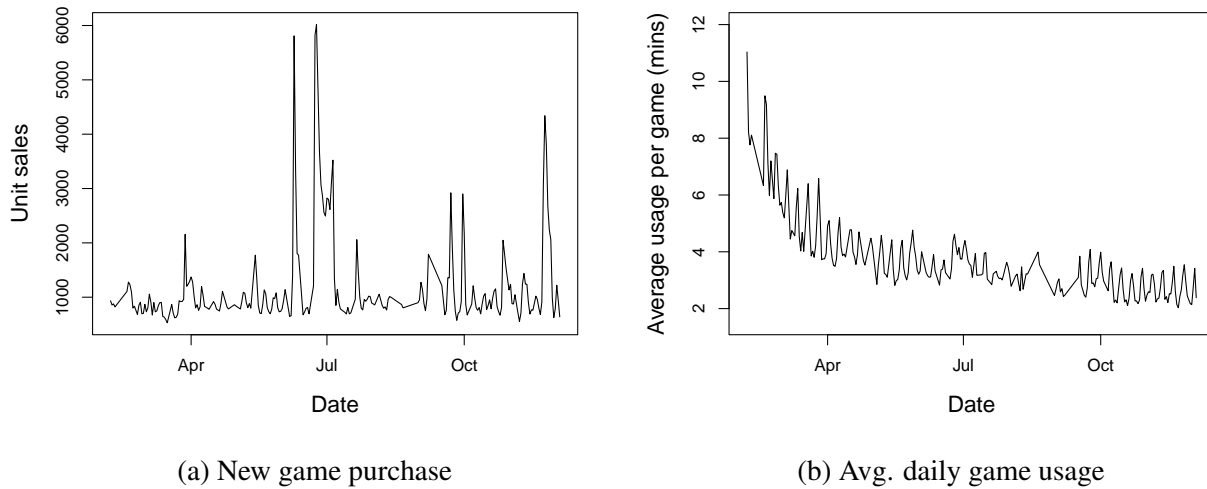 6000
5000
4000
3000
2000
1000
Unit sales
Apr Jul Oct
Date
(a) New game purchase
12
10
8
6
4
2
Average usage per game (mins)
Apr Jul Oct
Date
(b) Avg. daily game usage